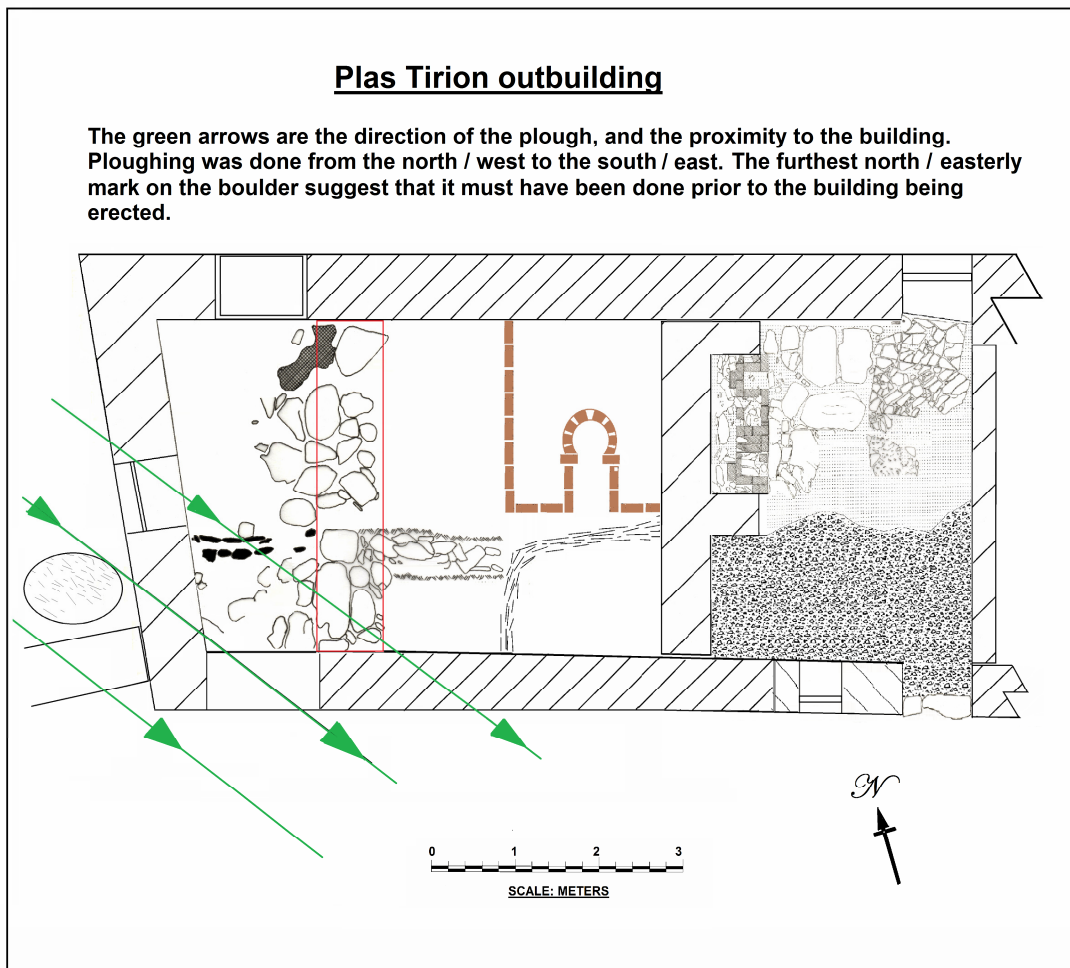 Plas Tirion outbuilding
The green arrows are the direction of the plough, and the proximity to the building.
Ploughing was done from the north / west to the south / east. The furthest north / easterly
mark on the boulder suggest that it must have been done prior to the building being
erected.
N
0 1 2 3
SCALE: METERS